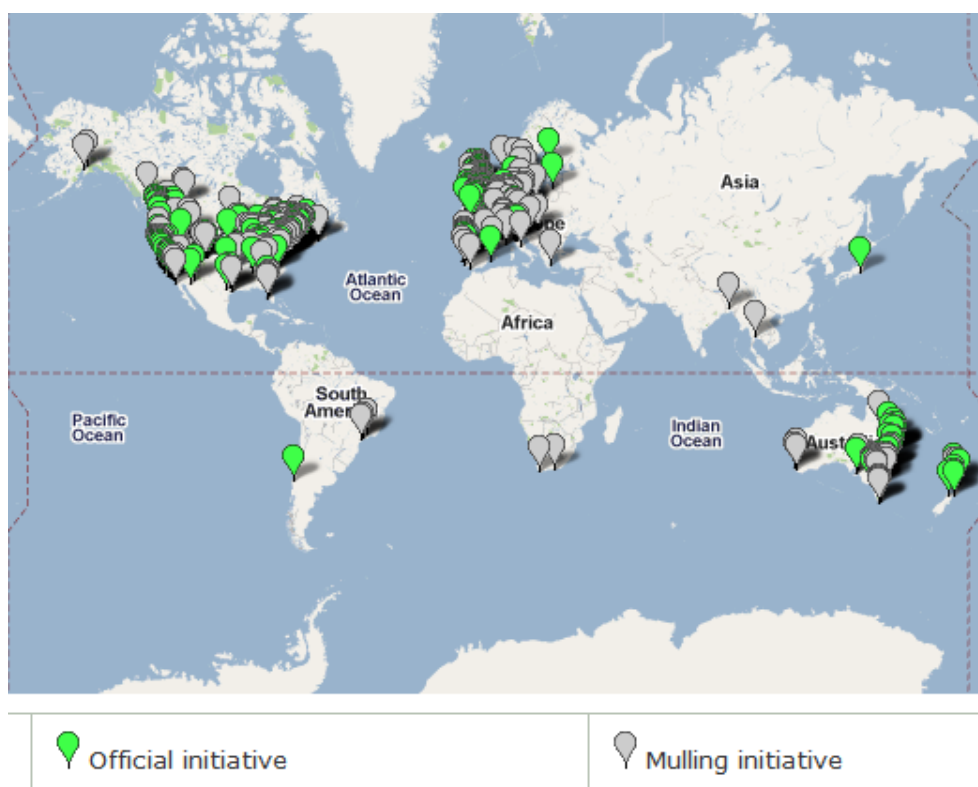 Asia
Atlantic
Ocean
Africa
South
Pacific
Ocean
Indian
Ocean
Official initiative
Mulling initiative